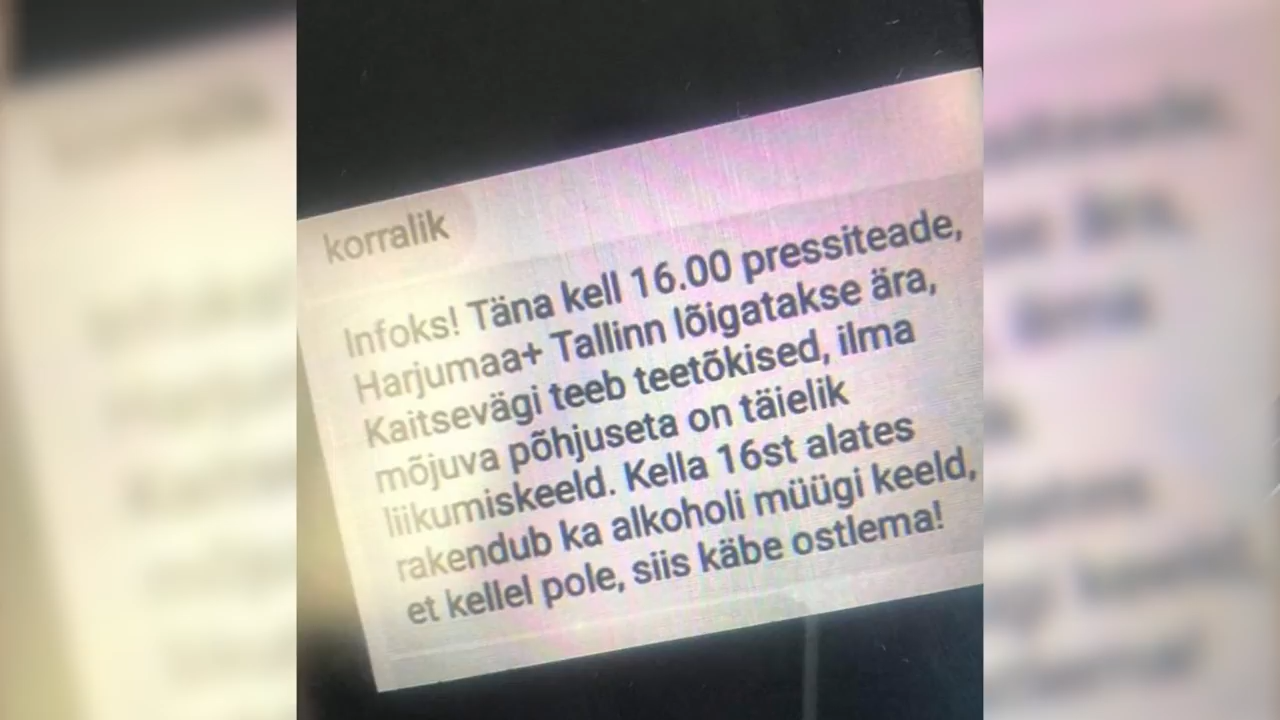 korralik
Infoks! Täna kell 16.00 pressiteade,
Harjumaa+ Tallinn lõigatakse ära,
Kaitsevägi teeb teetõkised, ilma
mõjuva põhjuseta on täielik
liikumiskeeld. Kella 16st alates
rakendub ka alkoholi müügi keeld,
et kellel pole, siis käbe ostlema!